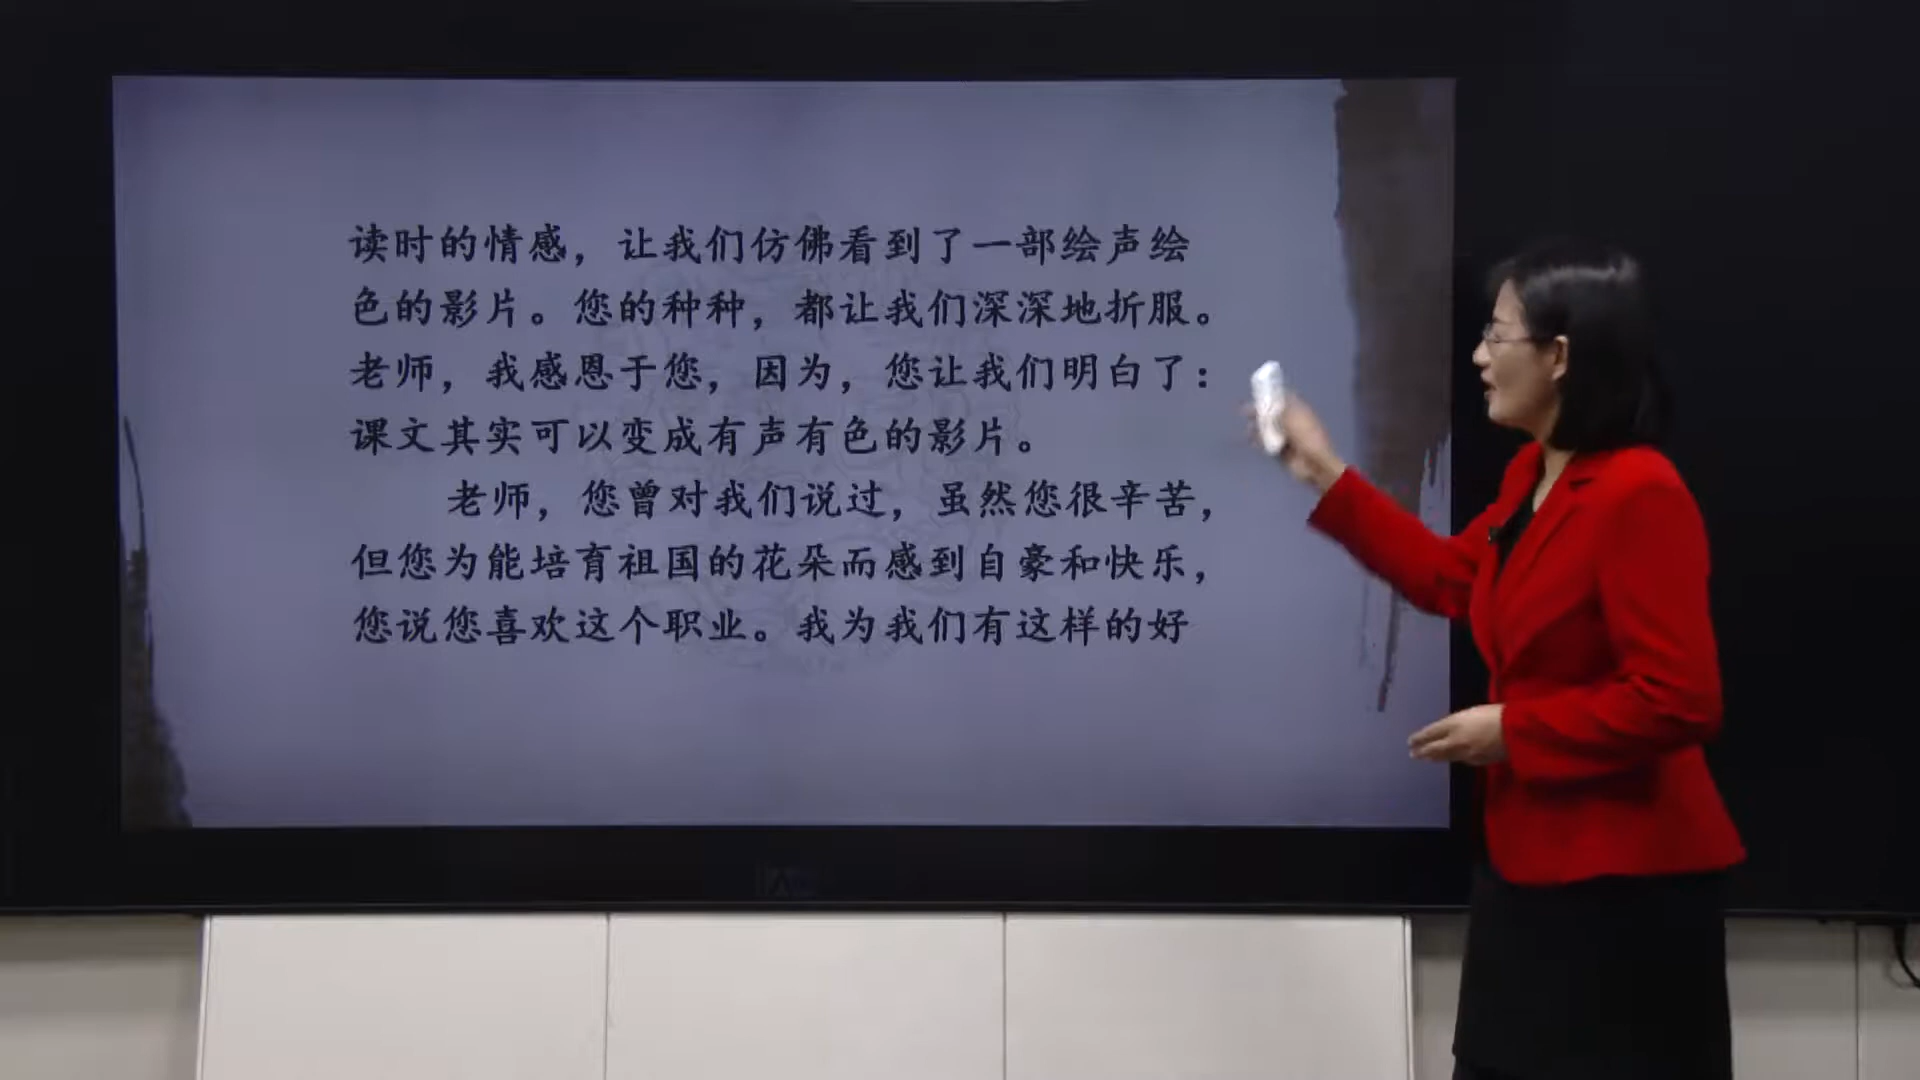 读时的情感，让我们仿佛看到了一部绘声绘
色的影片。您的种种，都让我们深深地折服。
老师，我感恩于您，因为，您让我们明白了：
课文其实可以变成有声有色的影片。
老师，您曾对我们说过，虽然您很辛苦，
但您为能培育祖国的花朵而感到自豪和快乐，
您说您喜欢这个职业。我为我们有这样的好